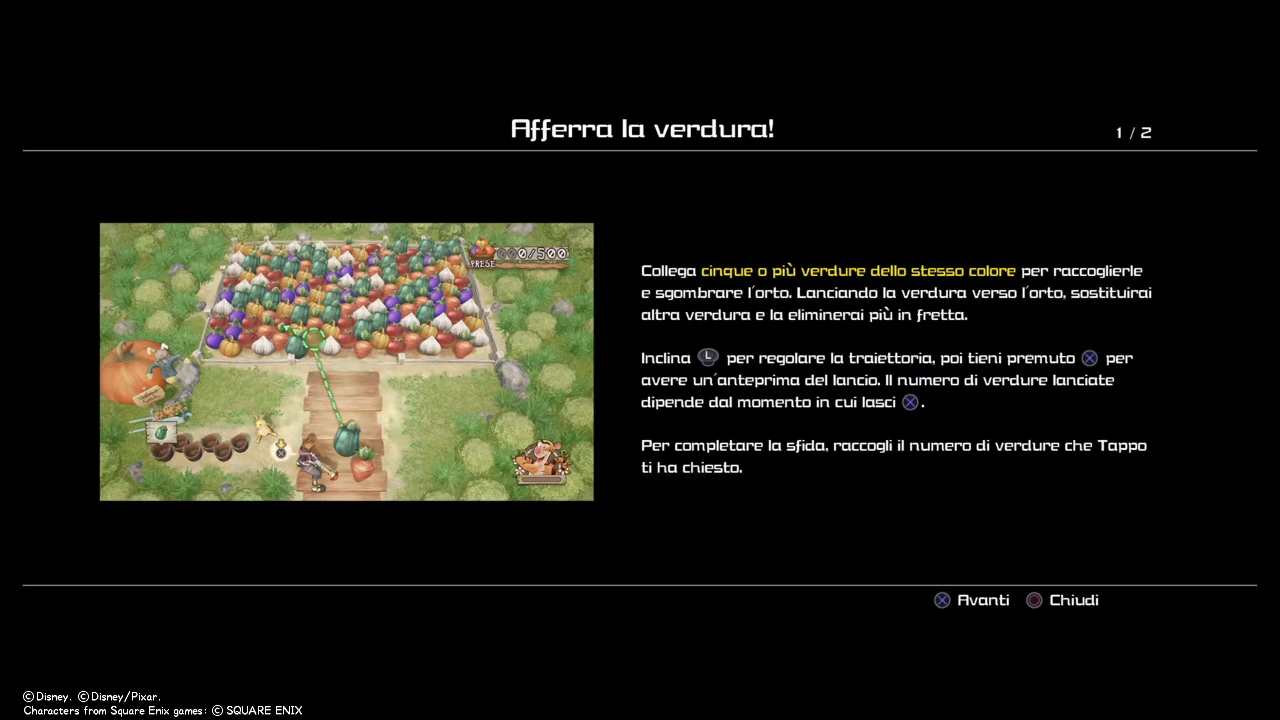 Afferra la verdura!
1 / 2
0/500
PRESE
Collega cinque o più verdure dello stesso colore per raccoglierle
e sgombrare l'orto. Lanciando la verdura verso l'orto, sostituirai
altra verdura e la eliminerai più in fretta.
Inclina L per regolare la traiettoria, poi tieni premuto per
avere un'anteprima del lancio. Il numero di verdure lanciate
dipende dal momento in cui lasci .
Per completare la sfida, raccogli il numero di verdure che Tappo
ti ha chiesto.
Avanti Chiudi
©Disney. ©Disney/Pixar.
Characters from Square Enix games: © SQUARE ENIX